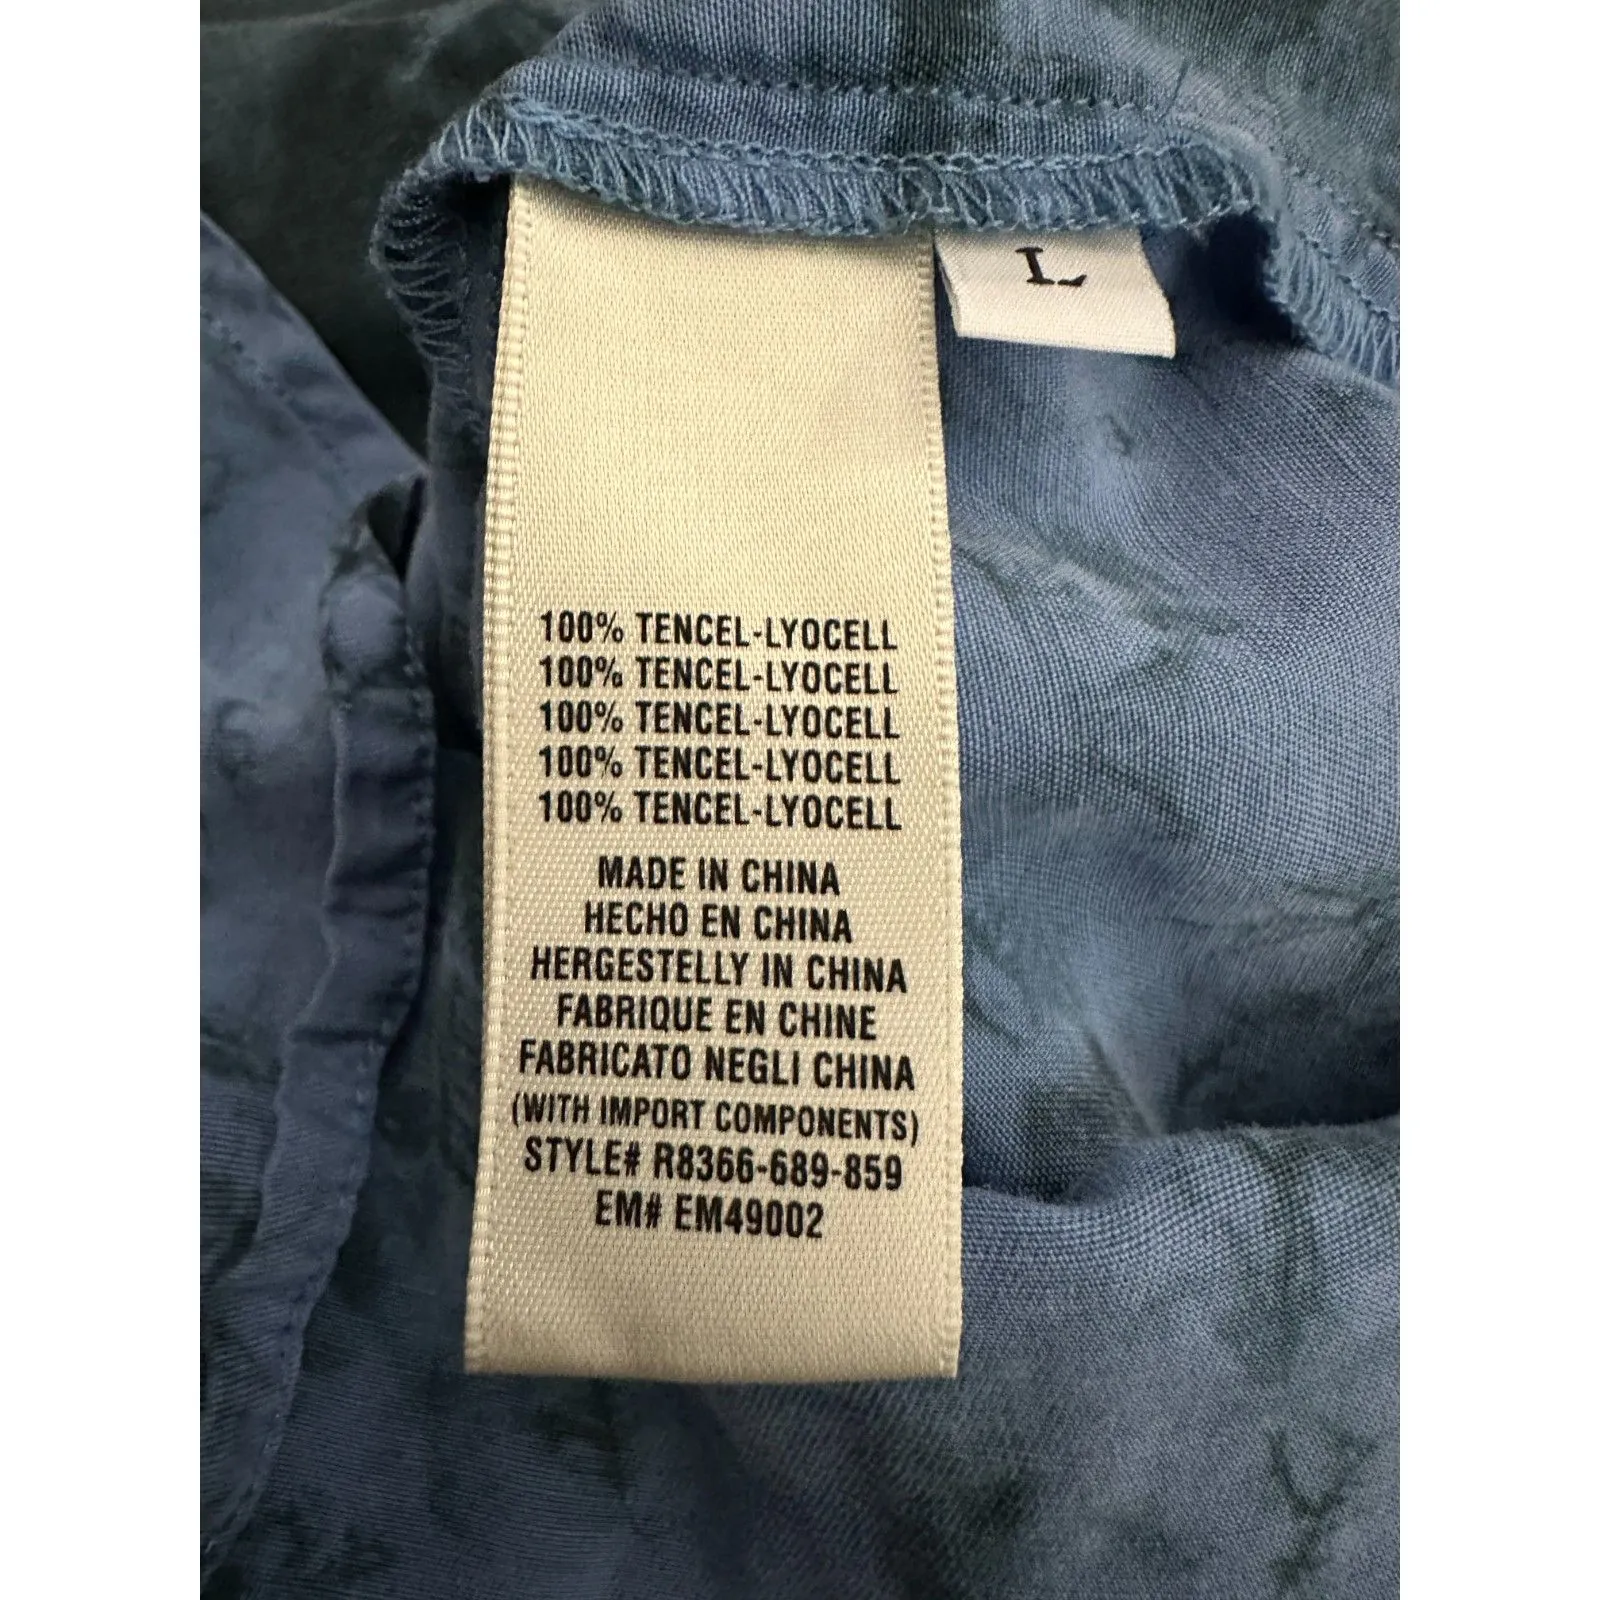 L
100% TENCEL-LYOCELL
100% TENCEL-LYOCELL
100% TENCEL-LYOCELL
100% TENCEL-LYOCELL
100% TENCEL-LYOCELL
MADE IN CHINA
HECHO EN CHINA
HERGESTELLY IN CHINA
FABRIQUE EN CHINE
FABRICATO NEGLI CHINA
(WITH IMPORT COMPONENTS)
STYLE# R8366-689-859
EM# EM49002